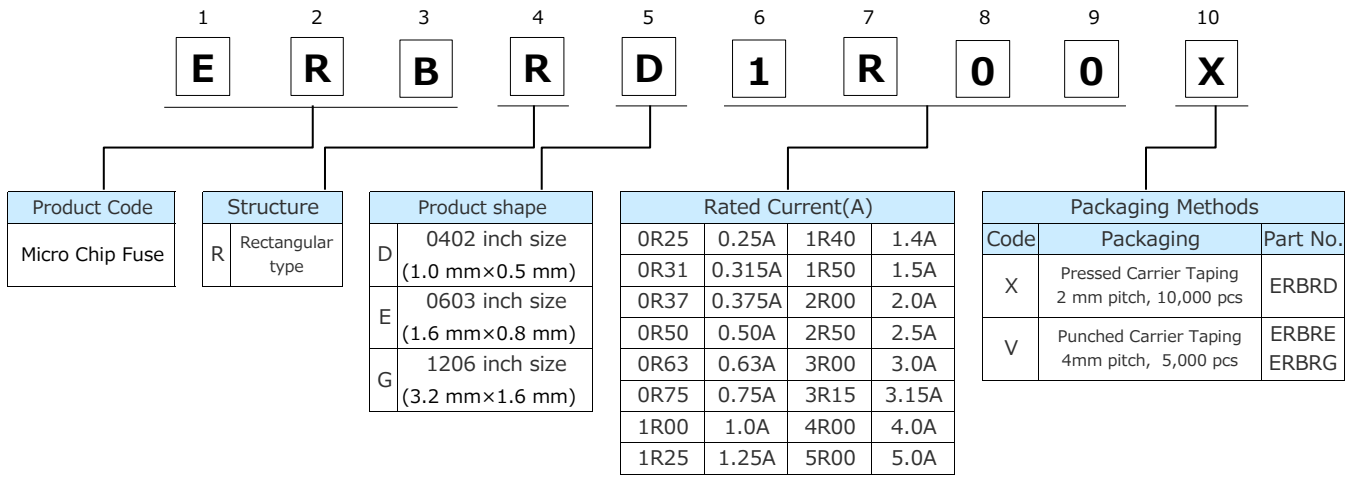 1 2 3 4 5 6 7 8 9 10
E R B R D 1 R 0 0 X
Product Code
Micro Chip Fuse
Structure
R Rectangular
type
Product shape
D 0402 inch size
(1.0 mm×0.5 mm)
E 0603 inch size
(1.6 mm×0.8 mm)
G 1206 inch size
(3.2 mm×1.6 mm)
Rated Current(A)
0R25 0.25A 1R40 1.4A
0R31 0.315A 1R50 1.5A
0R37 0.375A 2R00 2.0A
0R50 0.50A 2R50 2.5A
0R63 0.63A 3R00 3.0A
0R75 0.75A 3R15 3.15A
1R00 1.0A 4R00 4.0A
1R25 1.25A 5R00 5.0A
Packaging Methods
Code Packaging Part No.
X Pressed Carrier Taping
2 mm pitch, 10,000 pcs
ERBRD
V Punched Carrier Taping
4mm pitch, 5,000 pcs
ERBRE
ERBRG